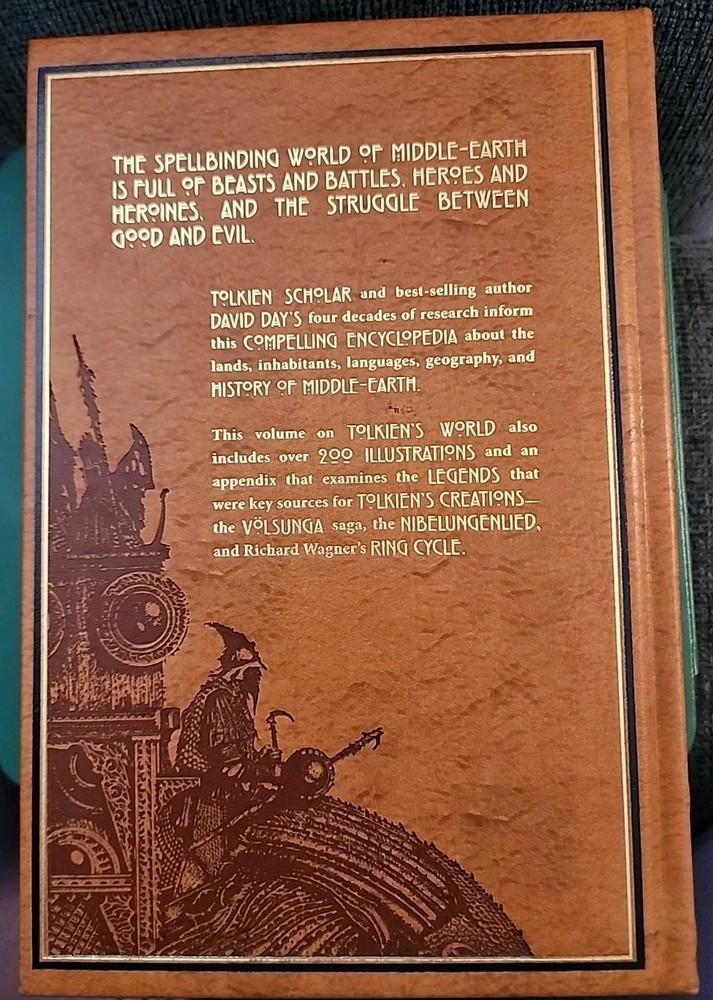 THE SPELLBINDING WORLD OF MIDDLE-EARTH
IS FULL OF BEASTS AND BATTLES, HEROES AND
HEROINES, AND THE STRUGGLE BETWEEN
GOOD AND EVIL.
TOLKIEN SCHOLAR and best-selling author
DAVID DAY'S four decades of research inform
this COMPELLING ENCYCLOPEDIA about the
lands, inhabitants, languages, geography, and
HISTORY OF MIDDLE-EARTH.
This volume on TOLKIEN'S WORLD also
includes over 200 ILLUSTRATIONS and an
appendix that examines the LEGENDS that
were key sources for TOLKIEN'S CREATIONS—
the VÖLSUNGA saga, the NIBELUNGENLIED,
and Richard Wagner's RING CYCLE.